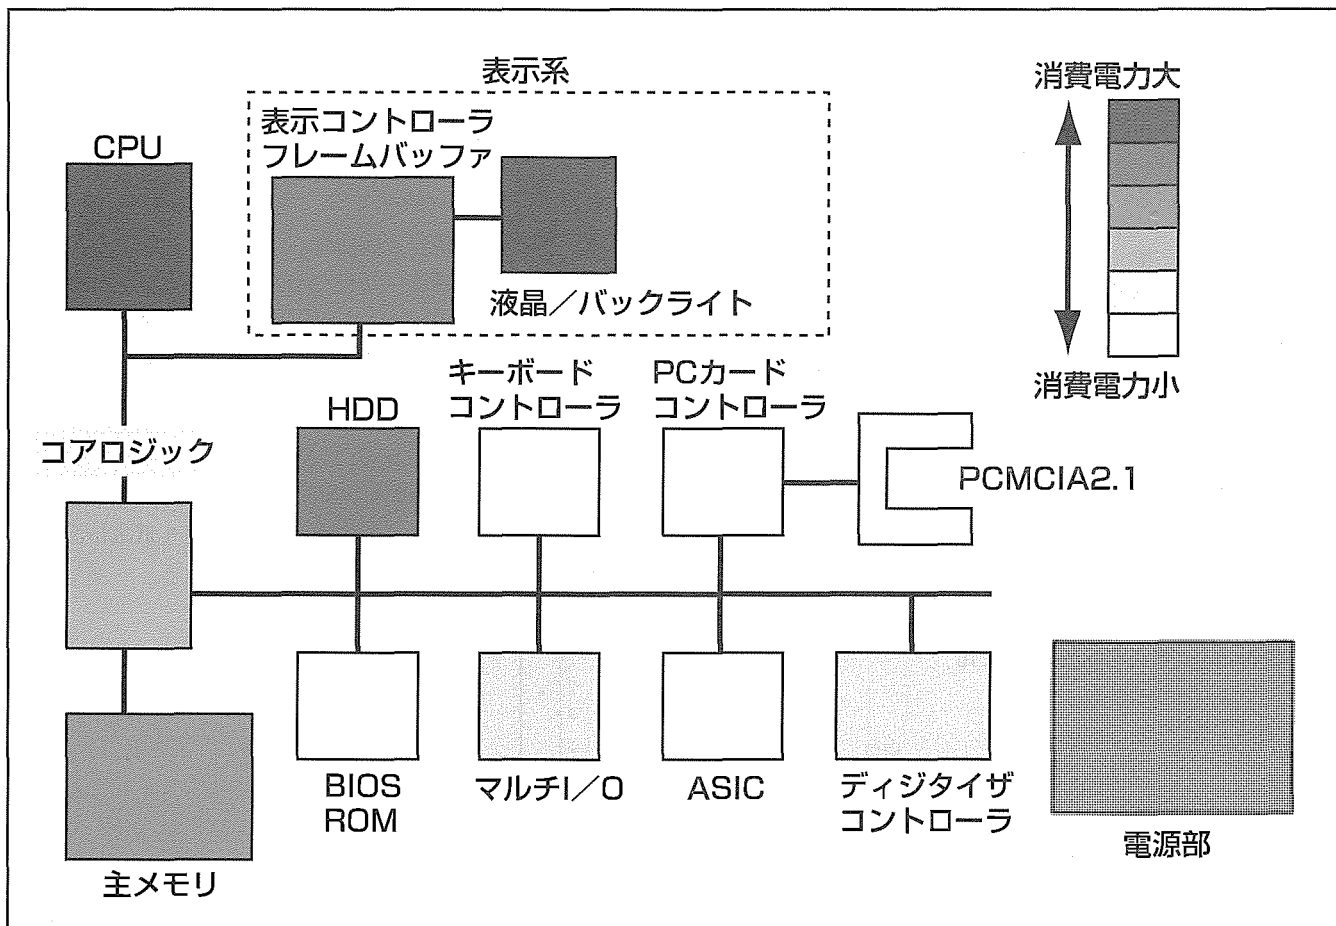 表示系
消費電力大
表示コントローラ
フレームバッファ
CPU
液晶／バックライト
消費電力小
キーボード
コントローラ
PCカード
コントローラ
HDD
コアロジック
PCMCIA2.1
BIOS
ROM
マルチI／O
ASIC
ディジタイザ
コントローラ
電源部
主メモリ